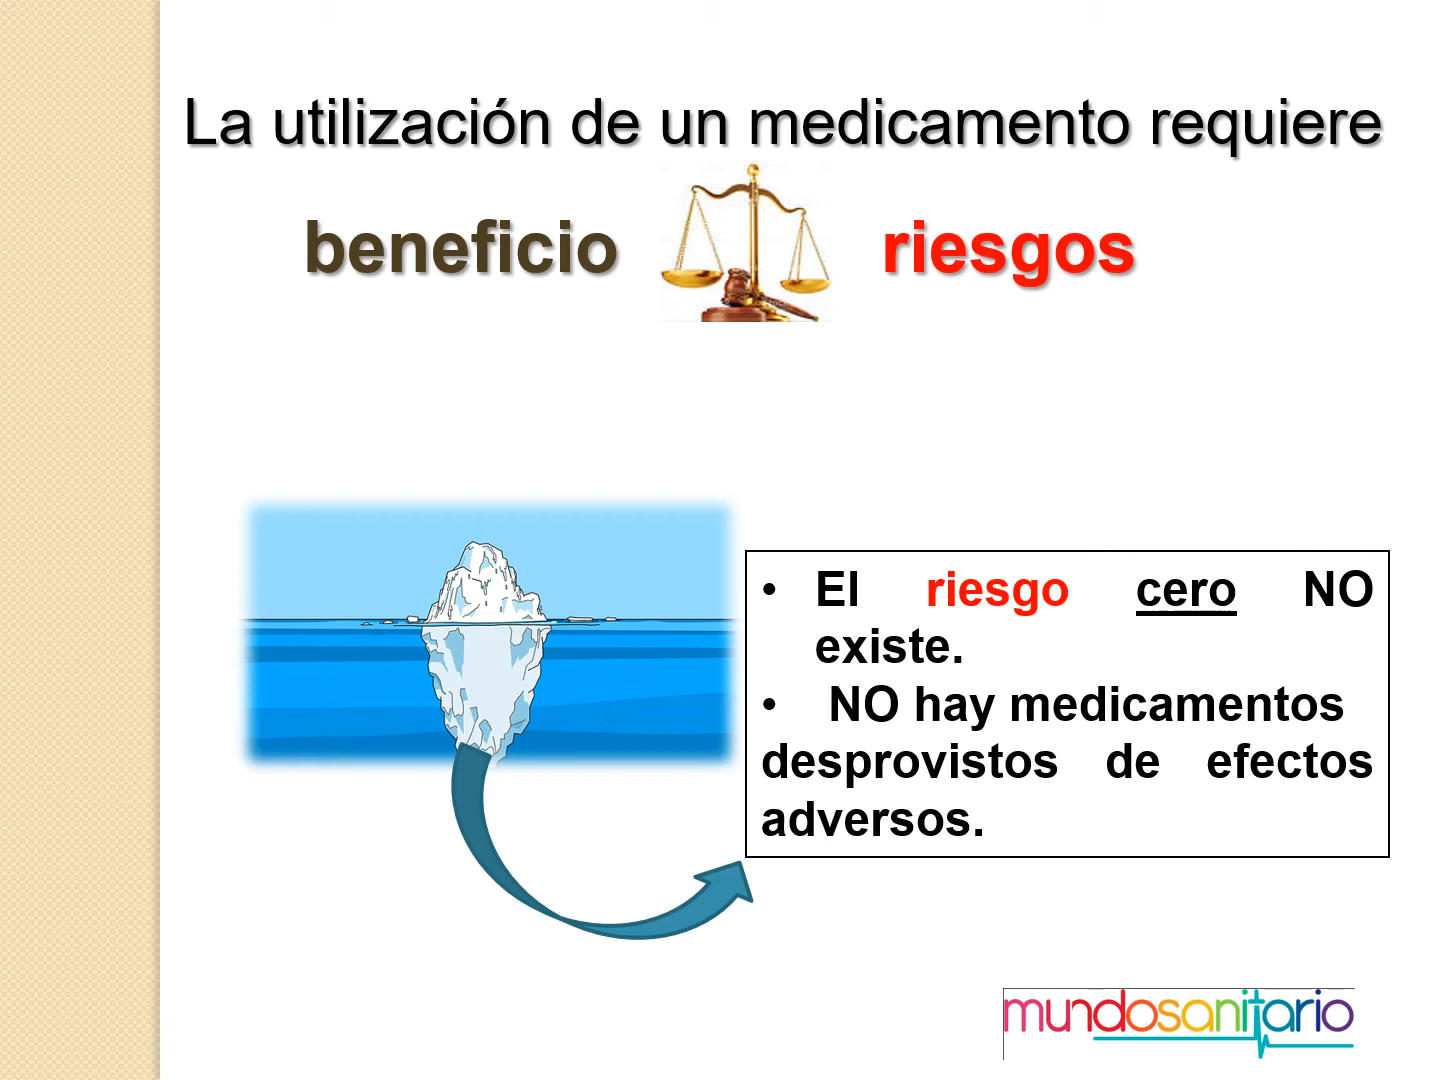 La utilización de un medicamento requiere
beneficio riesgos
• El riesgo cero NO
existe.
• NO hay medicamentos
desprovistos de efectos
adversos.
mundosanitario